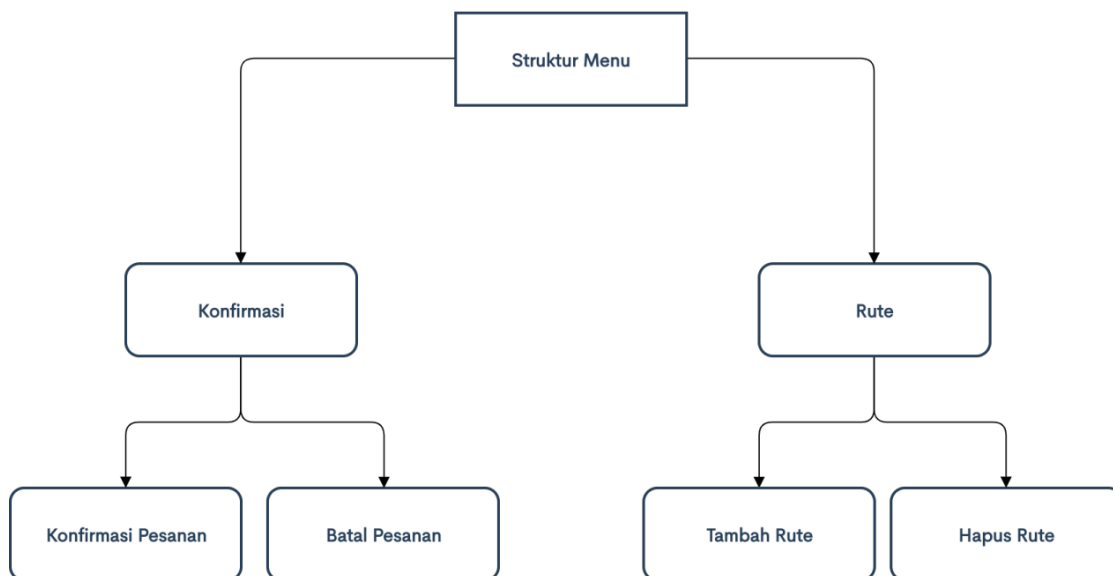 Struktur Menu
Konfirmasi
Rute
Konfirmasi Pesanan
Batal Pesanan
Tambah Rute
Hapus Rute